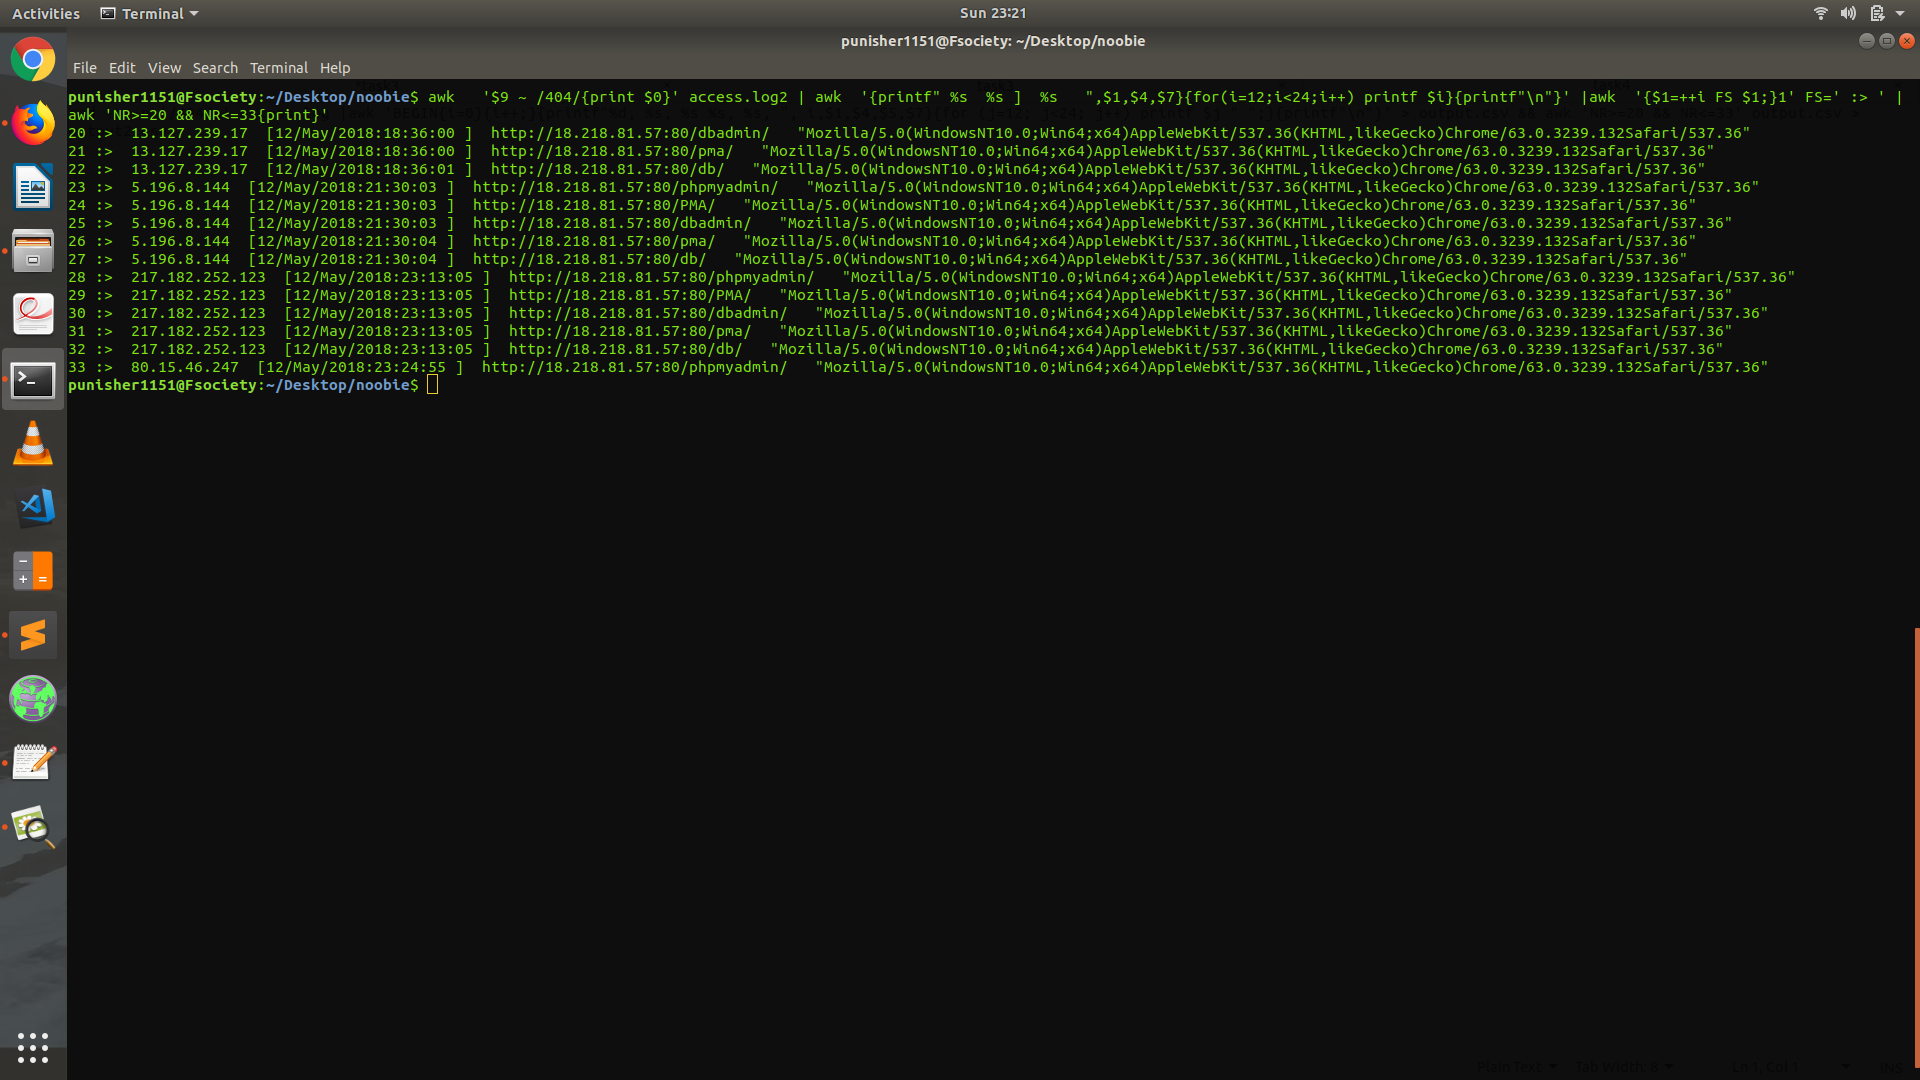 Activities Terminal Sun 23:21
punisher1151@Fsociety: ~/Desktop/noobie
File Edit View Search Terminal Help
punisher1151@Fsociety:~/Desktop/noobie$ awk   '$9 ~ /404/{print $0}' access.log2 | awk  '{printf" %s  %s ]  %s   ",$1,$4,$7}{for(i=12;i<24;i++) printf $i}{printf"\n"}' |awk  '{$1=++i FS $1;}1' FS=' :> ' |
awk 'NR>=20 && NR<=33{print}'
20 :>  13.127.239.17  [12/May/2018:18:36:00 ]  http://18.218.81.57:80/dbadmin/   "Mozilla/5.0(WindowsNT10.0;Win64;x64)AppleWebKit/537.36(KHTML,likeGecko)Chrome/63.0.3239.132Safari/537.36"
21 :>  13.127.239.17  [12/May/2018:18:36:00 ]  http://18.218.81.57:80/pma/   "Mozilla/5.0(WindowsNT10.0;Win64;x64)AppleWebKit/537.36(KHTML,likeGecko)Chrome/63.0.3239.132Safari/537.36"
22 :>  13.127.239.17  [12/May/2018:18:36:01 ]  http://18.218.81.57:80/db/   "Mozilla/5.0(WindowsNT10.0;Win64;x64)AppleWebKit/537.36(KHTML,likeGecko)Chrome/63.0.3239.132Safari/537.36"
23 :>  5.196.8.144  [12/May/2018:21:30:03 ]  http://18.218.81.57:80/phpmyadmin/   "Mozilla/5.0(WindowsNT10.0;Win64;x64)AppleWebKit/537.36(KHTML,likeGecko)Chrome/63.0.3239.132Safari/537.36"
24 :>  5.196.8.144  [12/May/2018:21:30:03 ]  http://18.218.81.57:80/PMA/   "Mozilla/5.0(WindowsNT10.0;Win64;x64)AppleWebKit/537.36(KHTML,likeGecko)Chrome/63.0.3239.132Safari/537.36"
25 :>  5.196.8.144  [12/May/2018:21:30:03 ]  http://18.218.81.57:80/dbadmin/   "Mozilla/5.0(WindowsNT10.0;Win64;x64)AppleWebKit/537.36(KHTML,likeGecko)Chrome/63.0.3239.132Safari/537.36"
26 :>  5.196.8.144  [12/May/2018:21:30:04 ]  http://18.218.81.57:80/pma/   "Mozilla/5.0(WindowsNT10.0;Win64;x64)AppleWebKit/537.36(KHTML,likeGecko)Chrome/63.0.3239.132Safari/537.36"
27 :>  5.196.8.144  [12/May/2018:21:30:04 ]  http://18.218.81.57:80/db/   "Mozilla/5.0(WindowsNT10.0;Win64;x64)AppleWebKit/537.36(KHTML,likeGecko)Chrome/63.0.3239.132Safari/537.36"
28 :>  217.182.252.123  [12/May/2018:23:13:05 ]  http://18.218.81.57:80/phpmyadmin/   "Mozilla/5.0(WindowsNT10.0;Win64;x64)AppleWebKit/537.36(KHTML,likeGecko)Chrome/63.0.3239.132Safari/537.36"
29 :>  217.182.252.123  [12/May/2018:23:13:05 ]  http://18.218.81.57:80/PMA/   "Mozilla/5.0(WindowsNT10.0;Win64;x64)AppleWebKit/537.36(KHTML,likeGecko)Chrome/63.0.3239.132Safari/537.36"
30 :>  217.182.252.123  [12/May/2018:23:13:05 ]  http://18.218.81.57:80/dbadmin/   "Mozilla/5.0(WindowsNT10.0;Win64;x64)AppleWebKit/537.36(KHTML,likeGecko)Chrome/63.0.3239.132Safari/537.36"
31 :>  217.182.252.123  [12/May/2018:23:13:05 ]  http://18.218.81.57:80/pma/   "Mozilla/5.0(WindowsNT10.0;Win64;x64)AppleWebKit/537.36(KHTML,likeGecko)Chrome/63.0.3239.132Safari/537.36"
32 :>  217.182.252.123  [12/May/2018:23:13:05 ]  http://18.218.81.57:80/db/   "Mozilla/5.0(WindowsNT10.0;Win64;x64)AppleWebKit/537.36(KHTML,likeGecko)Chrome/63.0.3239.132Safari/537.36"
33 :>  80.15.46.247  [12/May/2018:23:24:55 ]  http://18.218.81.57:80/phpmyadmin/   "Mozilla/5.0(WindowsNT10.0;Win64;x64)AppleWebKit/537.36(KHTML,likeGecko)Chrome/63.0.3239.132Safari/537.36"
punisher1151@Fsociety:~/Desktop/noobie$
Plain Text Tab Width: 8 Ln 1, Col 1 INS